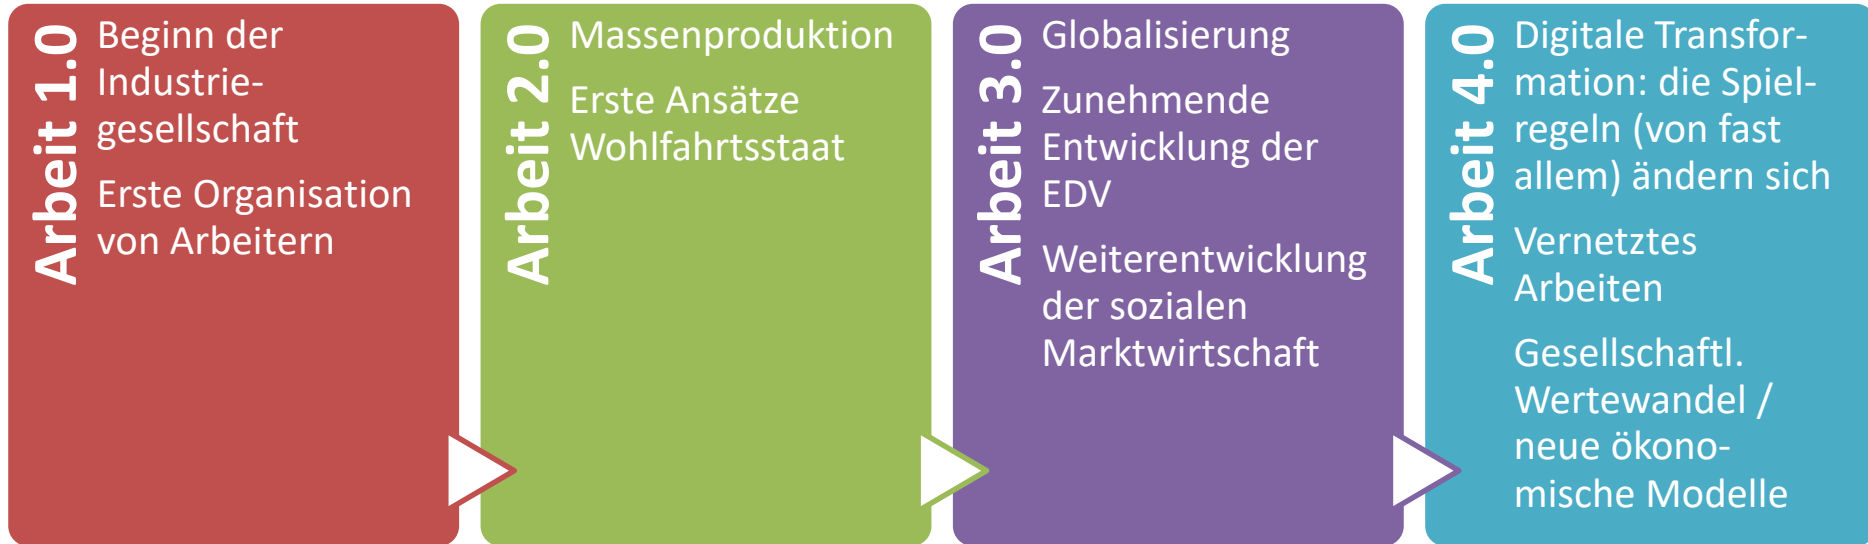 Arbeit 1.0
Beginn der
Industrie-
gesellschaft
Erste Organisation
von Arbeitern
Arbeit 2.0
Massenproduktion
Erste Ansätze
Wohlfahrtsstaat
Arbeit 3.0
Globalisierung
Zunehmende
Entwicklung der
EDV
Weiterentwicklung
der sozialen
Marktwirtschaft
Arbeit 4.0
Digitale Transfor-
mation: die Spiel-
regeln (von fast
allem) ändern sich
Vernetztes
Arbeiten
Gesellschaftl.
Wertewandel /
neue ökono-
mische Modelle